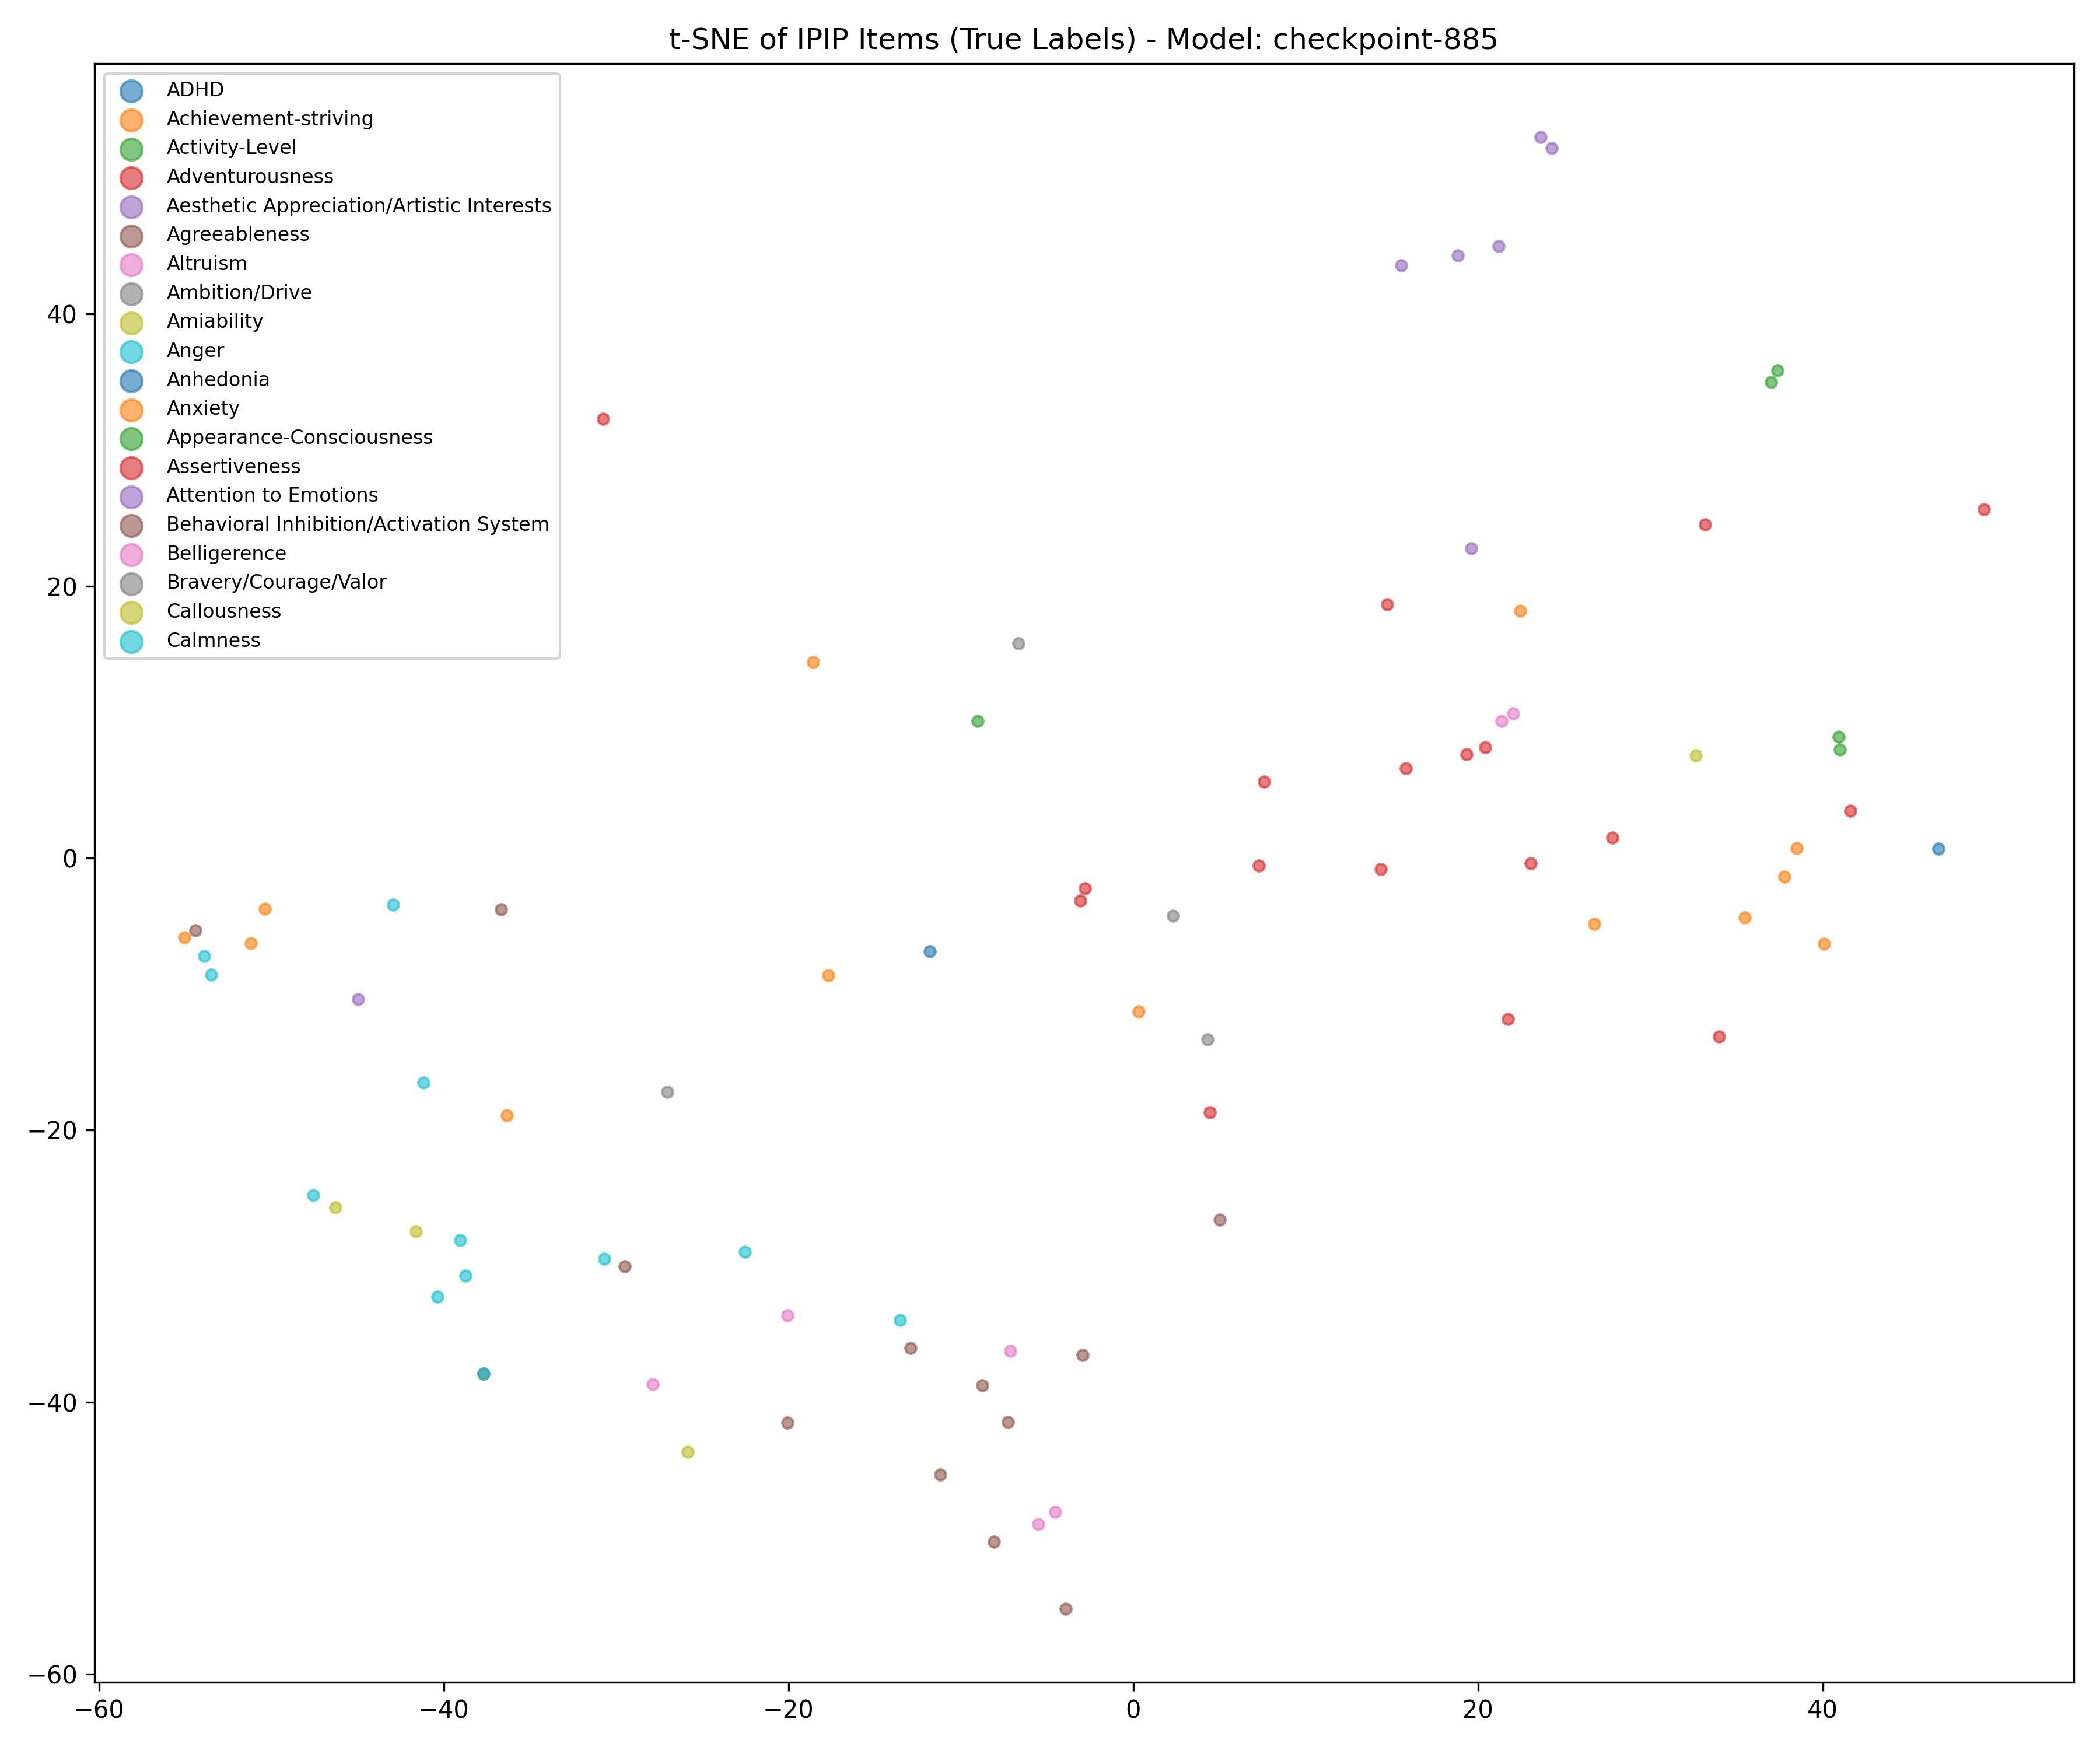 t-SNE of IPIP Items (True Labels) - Model: checkpoint-885
ADHD
Achievement-striving
Activity-Level
Adventurousness
Aesthetic Appreciation/Artistic Interests
Agreeableness
Altruism
Ambition/Drive
Amiability
Anger
Anhedonia
Anxiety
Appearance-Consciousness
Assertiveness
Attention to Emotions
Behavioral Inhibition/Activation System
Belligerence
Bravery/Courage/Valor
Callousness
Calmness
40
20
0
−20
−40
−60
−60 −40 −20 0 20 40